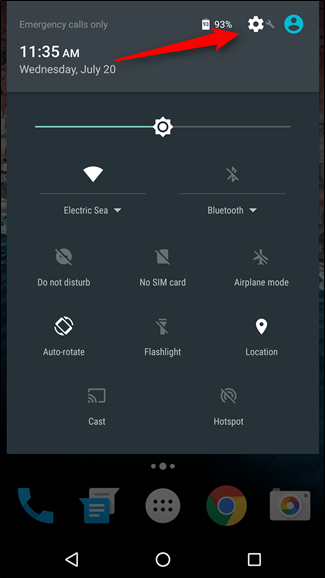 Emergency calls only 93 93%
11:35 AM
Wednesday, July 20
Electric Sea Bluetooth
Do not disturb No SIM card Airplane mode
Auto-rotate Flashlight Location
Cast Hotspot